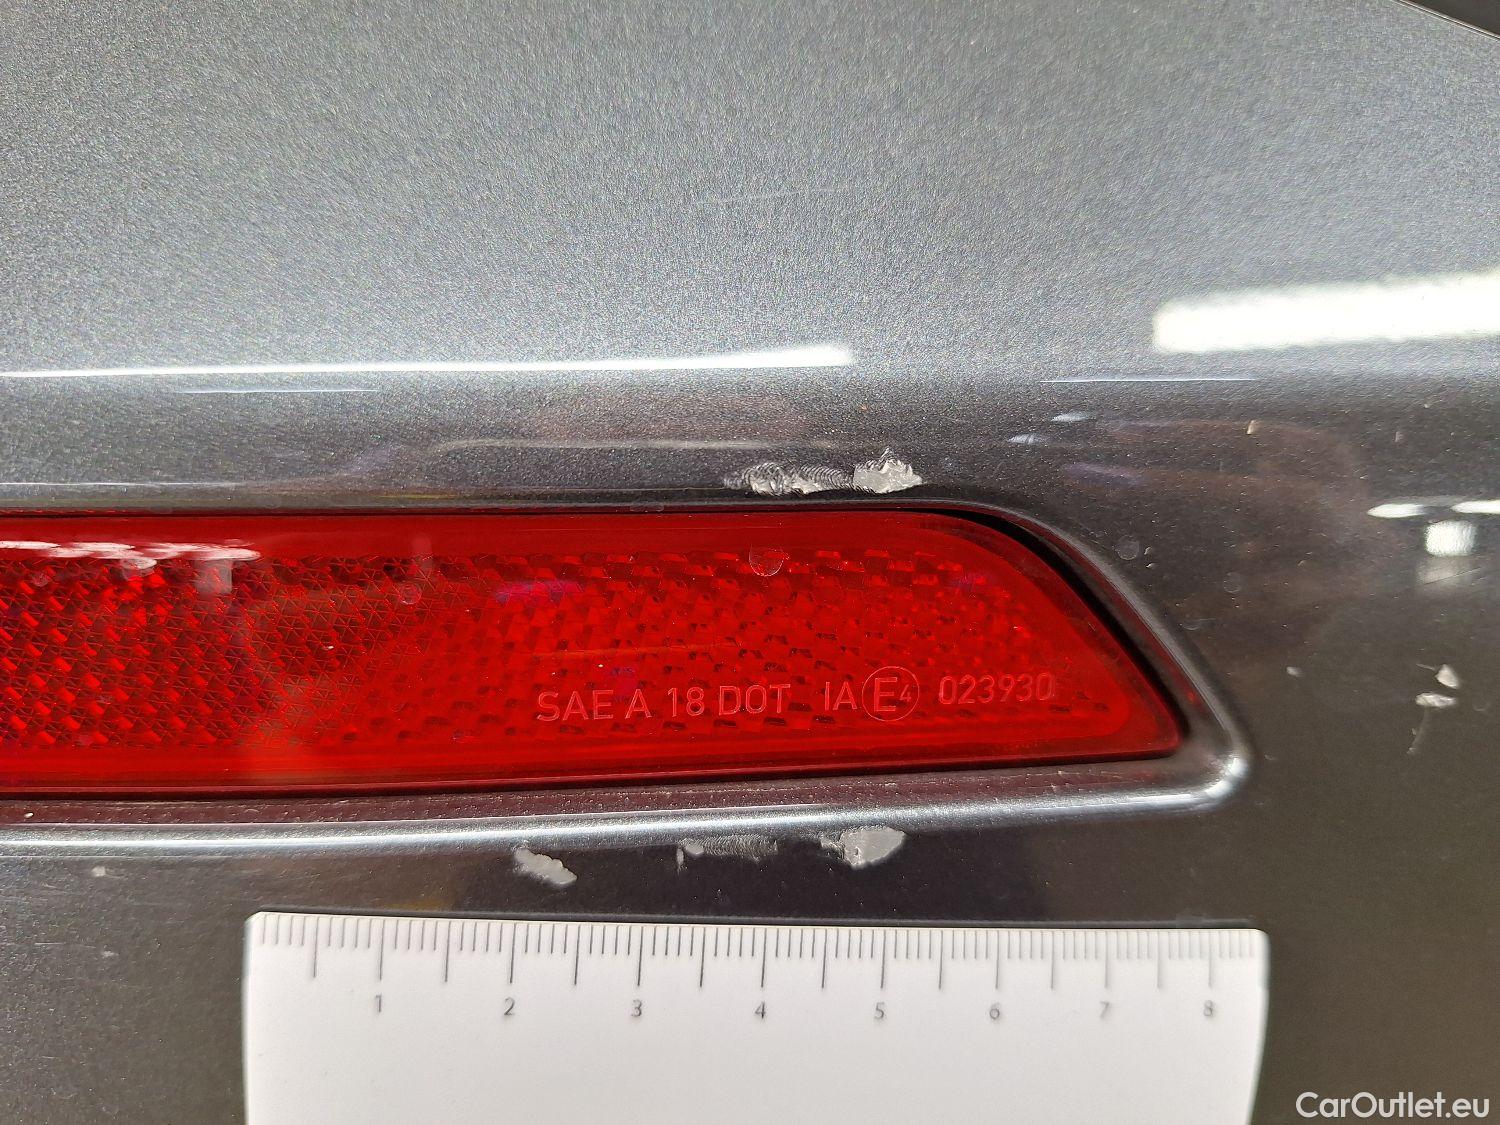 SAE A 18 DOT IA E4 023930
1 2 3 4 5 6 7 8
CarOutlet.eu